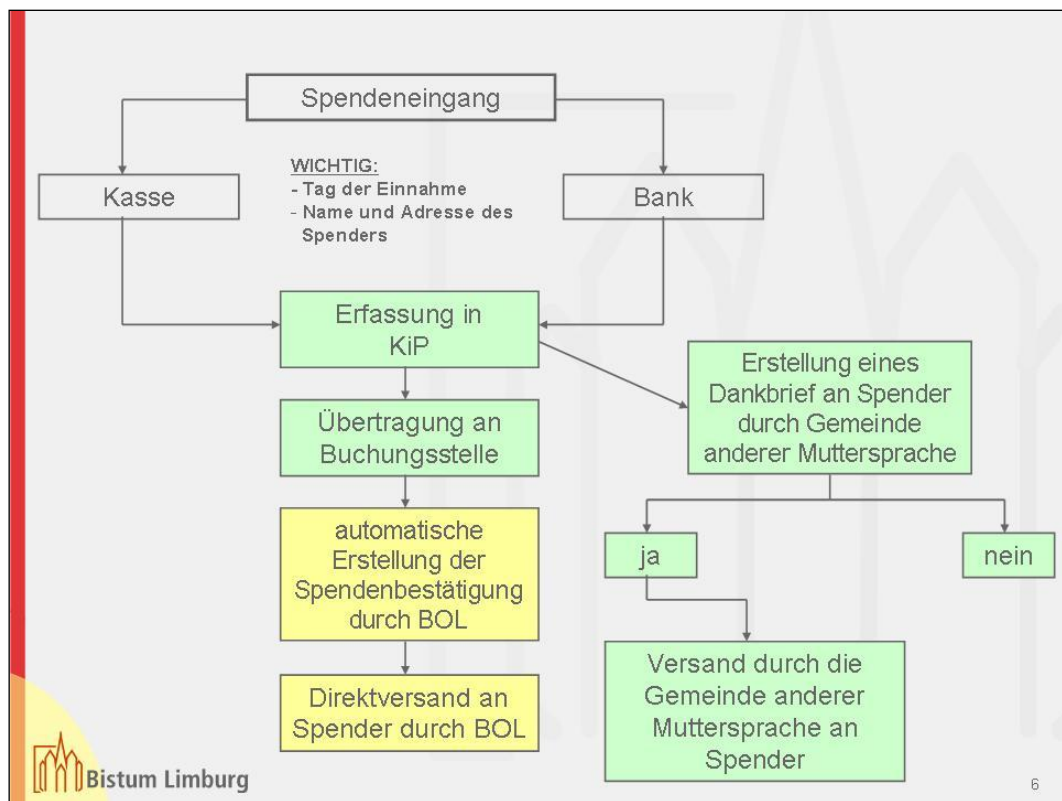 Spendeneingang
WICHTIG:
- Tag der Einnahme
- Name und Adresse des
Spenders
Kasse
Bank
Erfassung in
KiP
Erstellung eines
Dankbrief an Spender
durch Gemeinde
anderer Muttersprache
Übertragung an
Buchungsstelle
ja
nein
automatische
Erstellung der
Spendenbestätigung
durch BOL
Versand durch die
Gemeinde anderer
Muttersprache an
Spender
Direktversand an
Spender durch BOL
Bistum Limburg
6